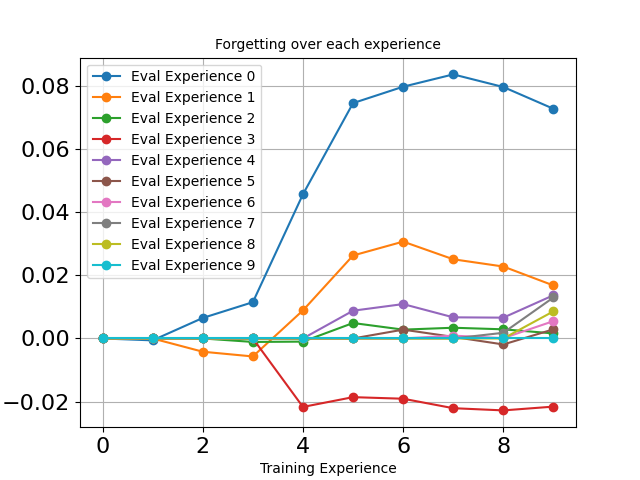 Forgetting over each experience
0.08
0.06
0.04
0.02
0.00
−0.02
Eval Experience 0
Eval Experience 1
Eval Experience 2
Eval Experience 3
Eval Experience 4
Eval Experience 5
Eval Experience 6
Eval Experience 7
Eval Experience 8
Eval Experience 9
0 2 4 6 8
Training Experience